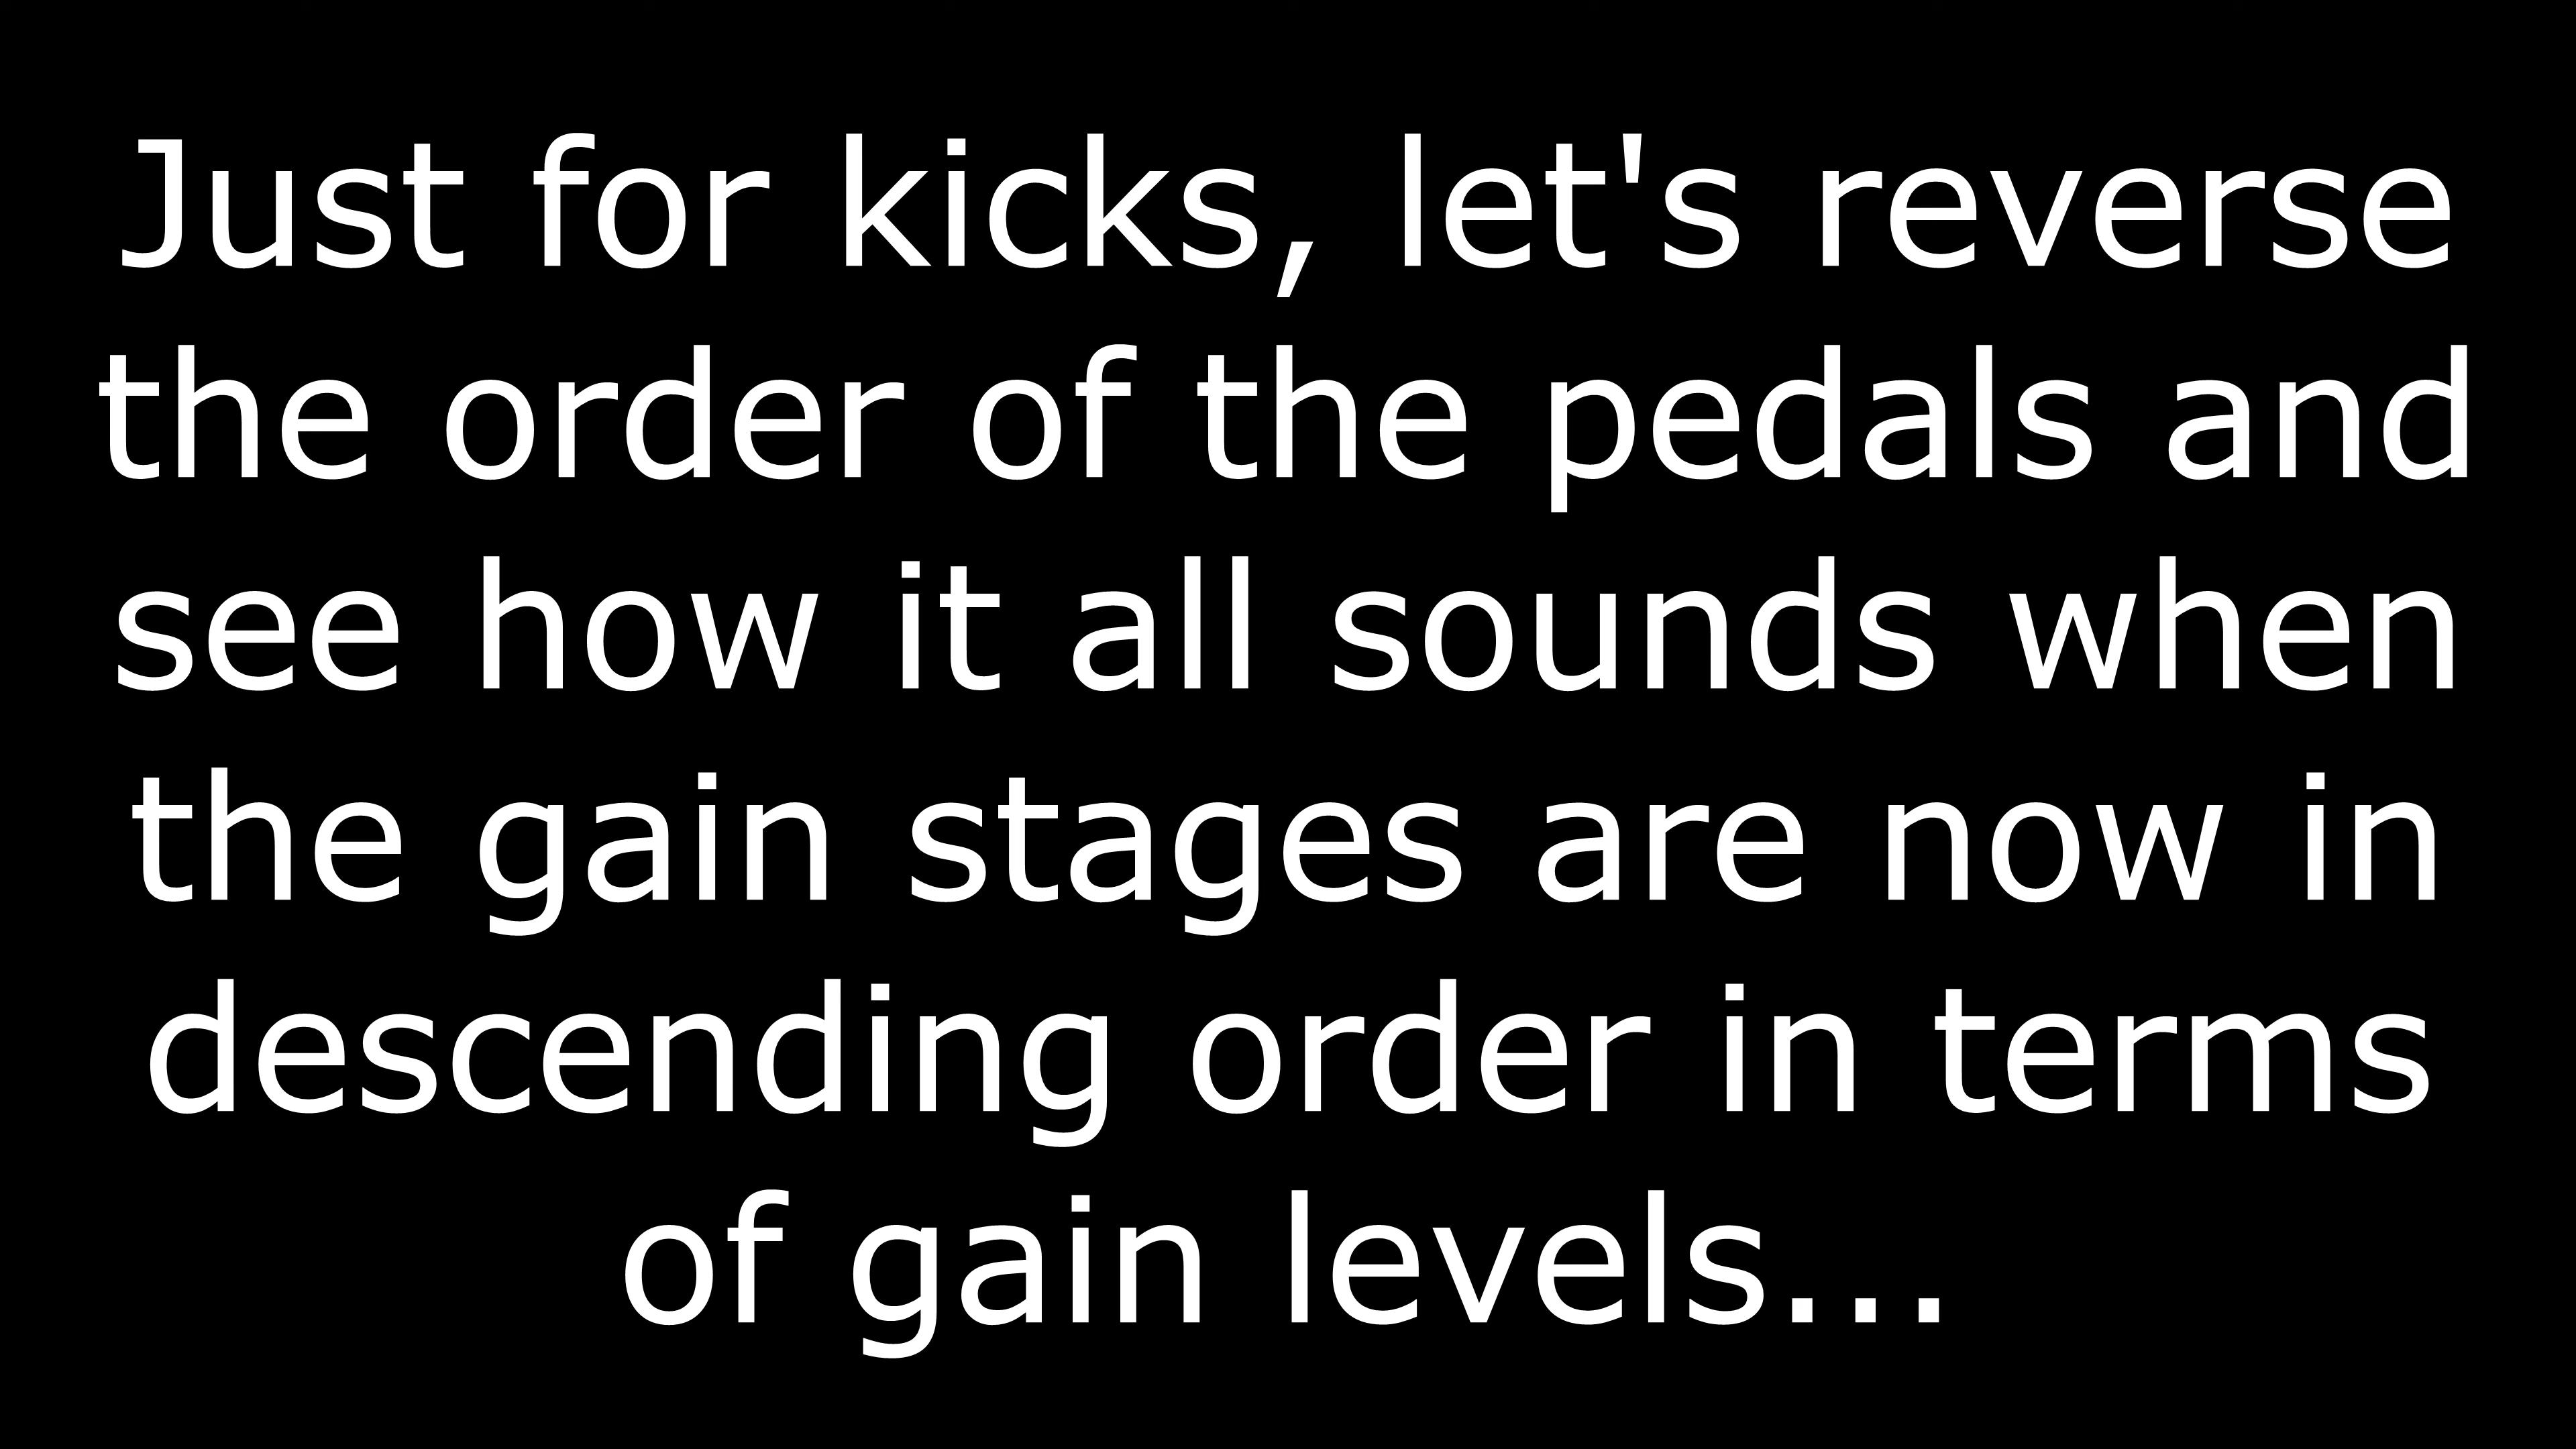 Just for kicks, let's reverse
the order of the pedals and
see how it all sounds when
the gain stages are now in
descending order in terms
of gain levels...